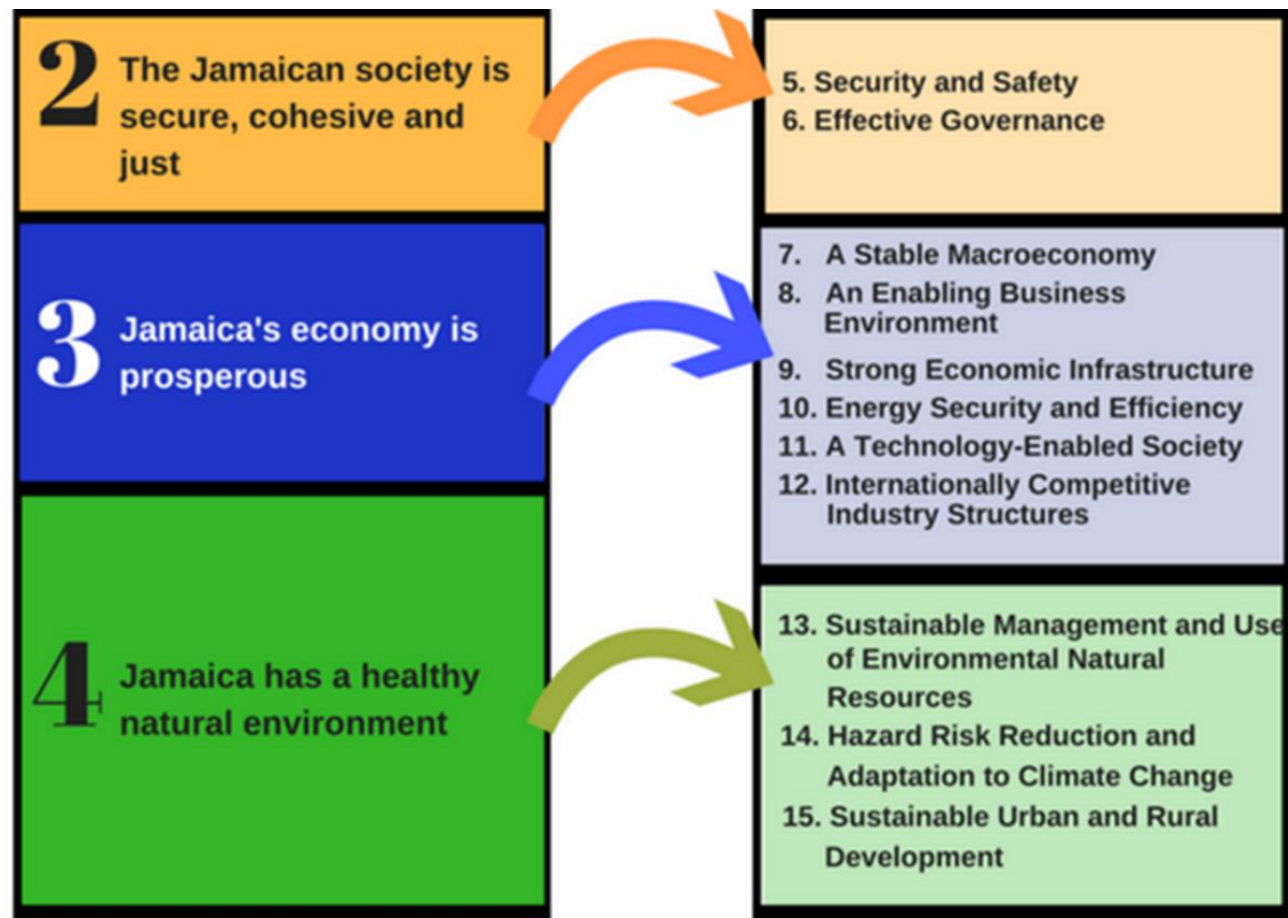 2
The Jamaican society is
secure, cohesive and
just
5. Security and Safety
6. Effective Governance
3
Jamaica's economy is
prosperous
7. A Stable Macroeconomy
8. An Enabling Business
Environment
9. Strong Economic Infrastructure
10. Energy Security and Efficiency
11. A Technology-Enabled Society
12. Internationally Competitive
Industry Structures
4
Jamaica has a healthy
natural environment
13. Sustainable Management and Use
of Environmental Natural
Resources
14. Hazard Risk Reduction and
Adaptation to Climate Change
15. Sustainable Urban and Rural
Development